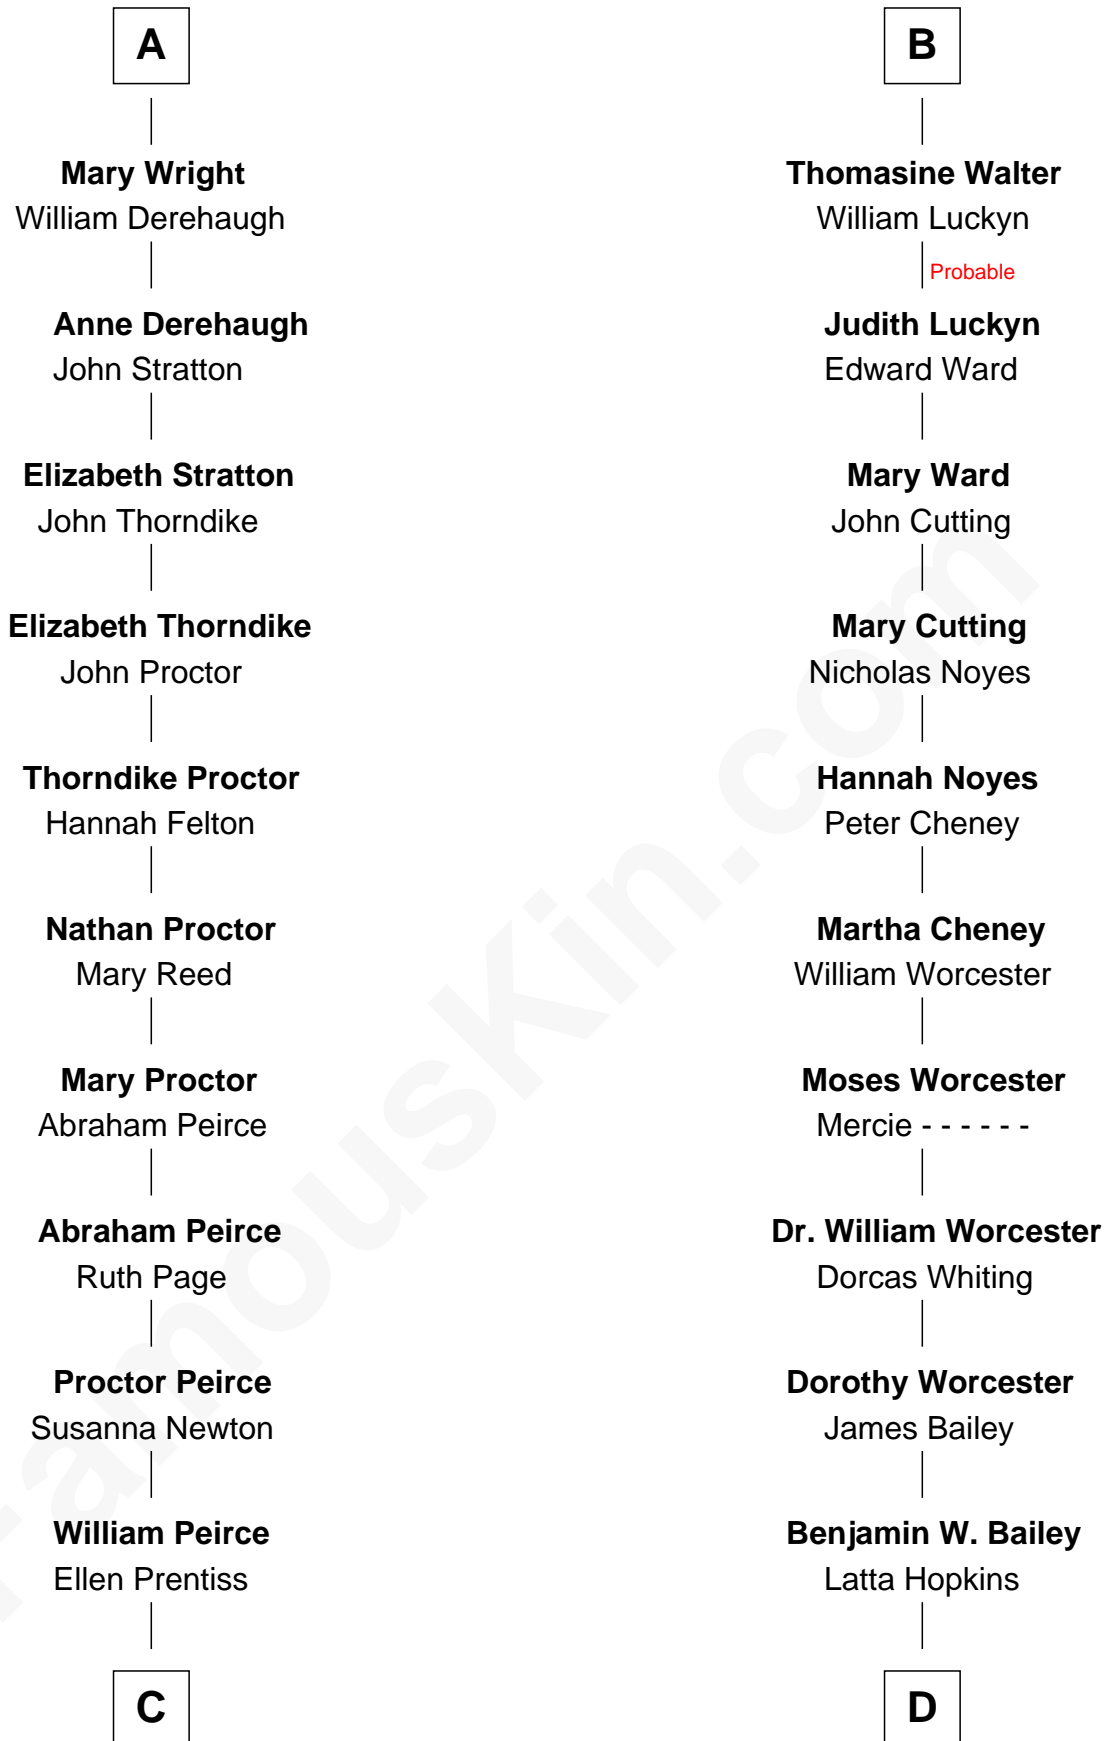 A
Mary Wright
William Derehaugh
Anne Derehaugh
John Stratton
Elizabeth Stratton
John Thorndike
Elizabeth Thorndike
John Proctor
Thorndike Proctor
Hannah Felton
Nathan Proctor
Mary Reed
Mary Proctor
Abraham Peirce
Abraham Peirce
Ruth Page
Proctor Peirce
Susanna Newton
William Peirce
Ellen Prentiss
C
B
Thomasine Walter
William Luckyn
Probable
Judith Luckyn
Edward Ward
Mary Ward
John Cutting
Mary Cutting
Nicholas Noyes
Hannah Noyes
Peter Cheney
Martha Cheney
William Worcester
Moses Worcester
Mercie - - - - - -
Dr. William Worcester
Dorcas Whiting
Dorothy Worcester
James Bailey
Benjamin W. Bailey
Latta Hopkins
D
FamousKin.com